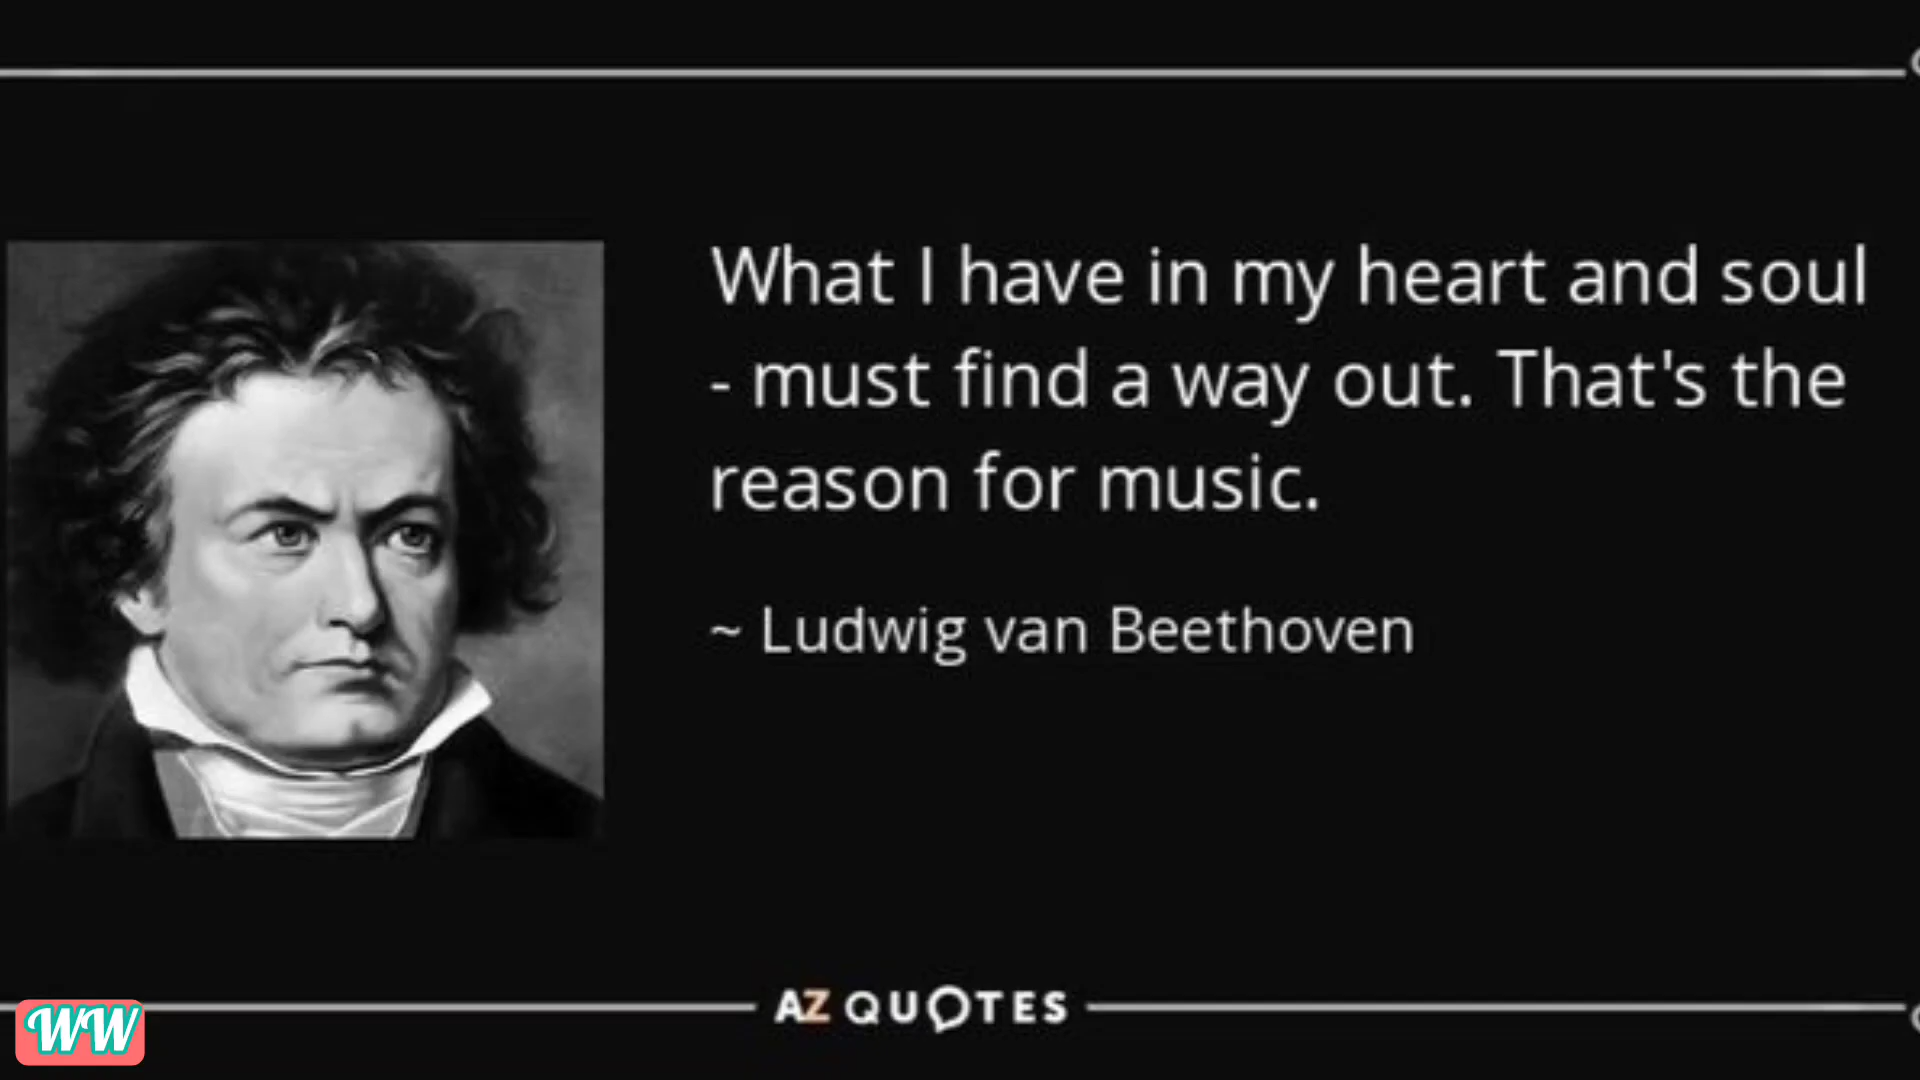 What I have in my heart and soul
- must find a way out. That's the
reason for music.
~ Ludwig van Beethoven
AZ QUOTES
WW